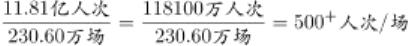 11.81亿人次/230.60万场 = 118100万人次/230.60万场 = 500⁺人次/场